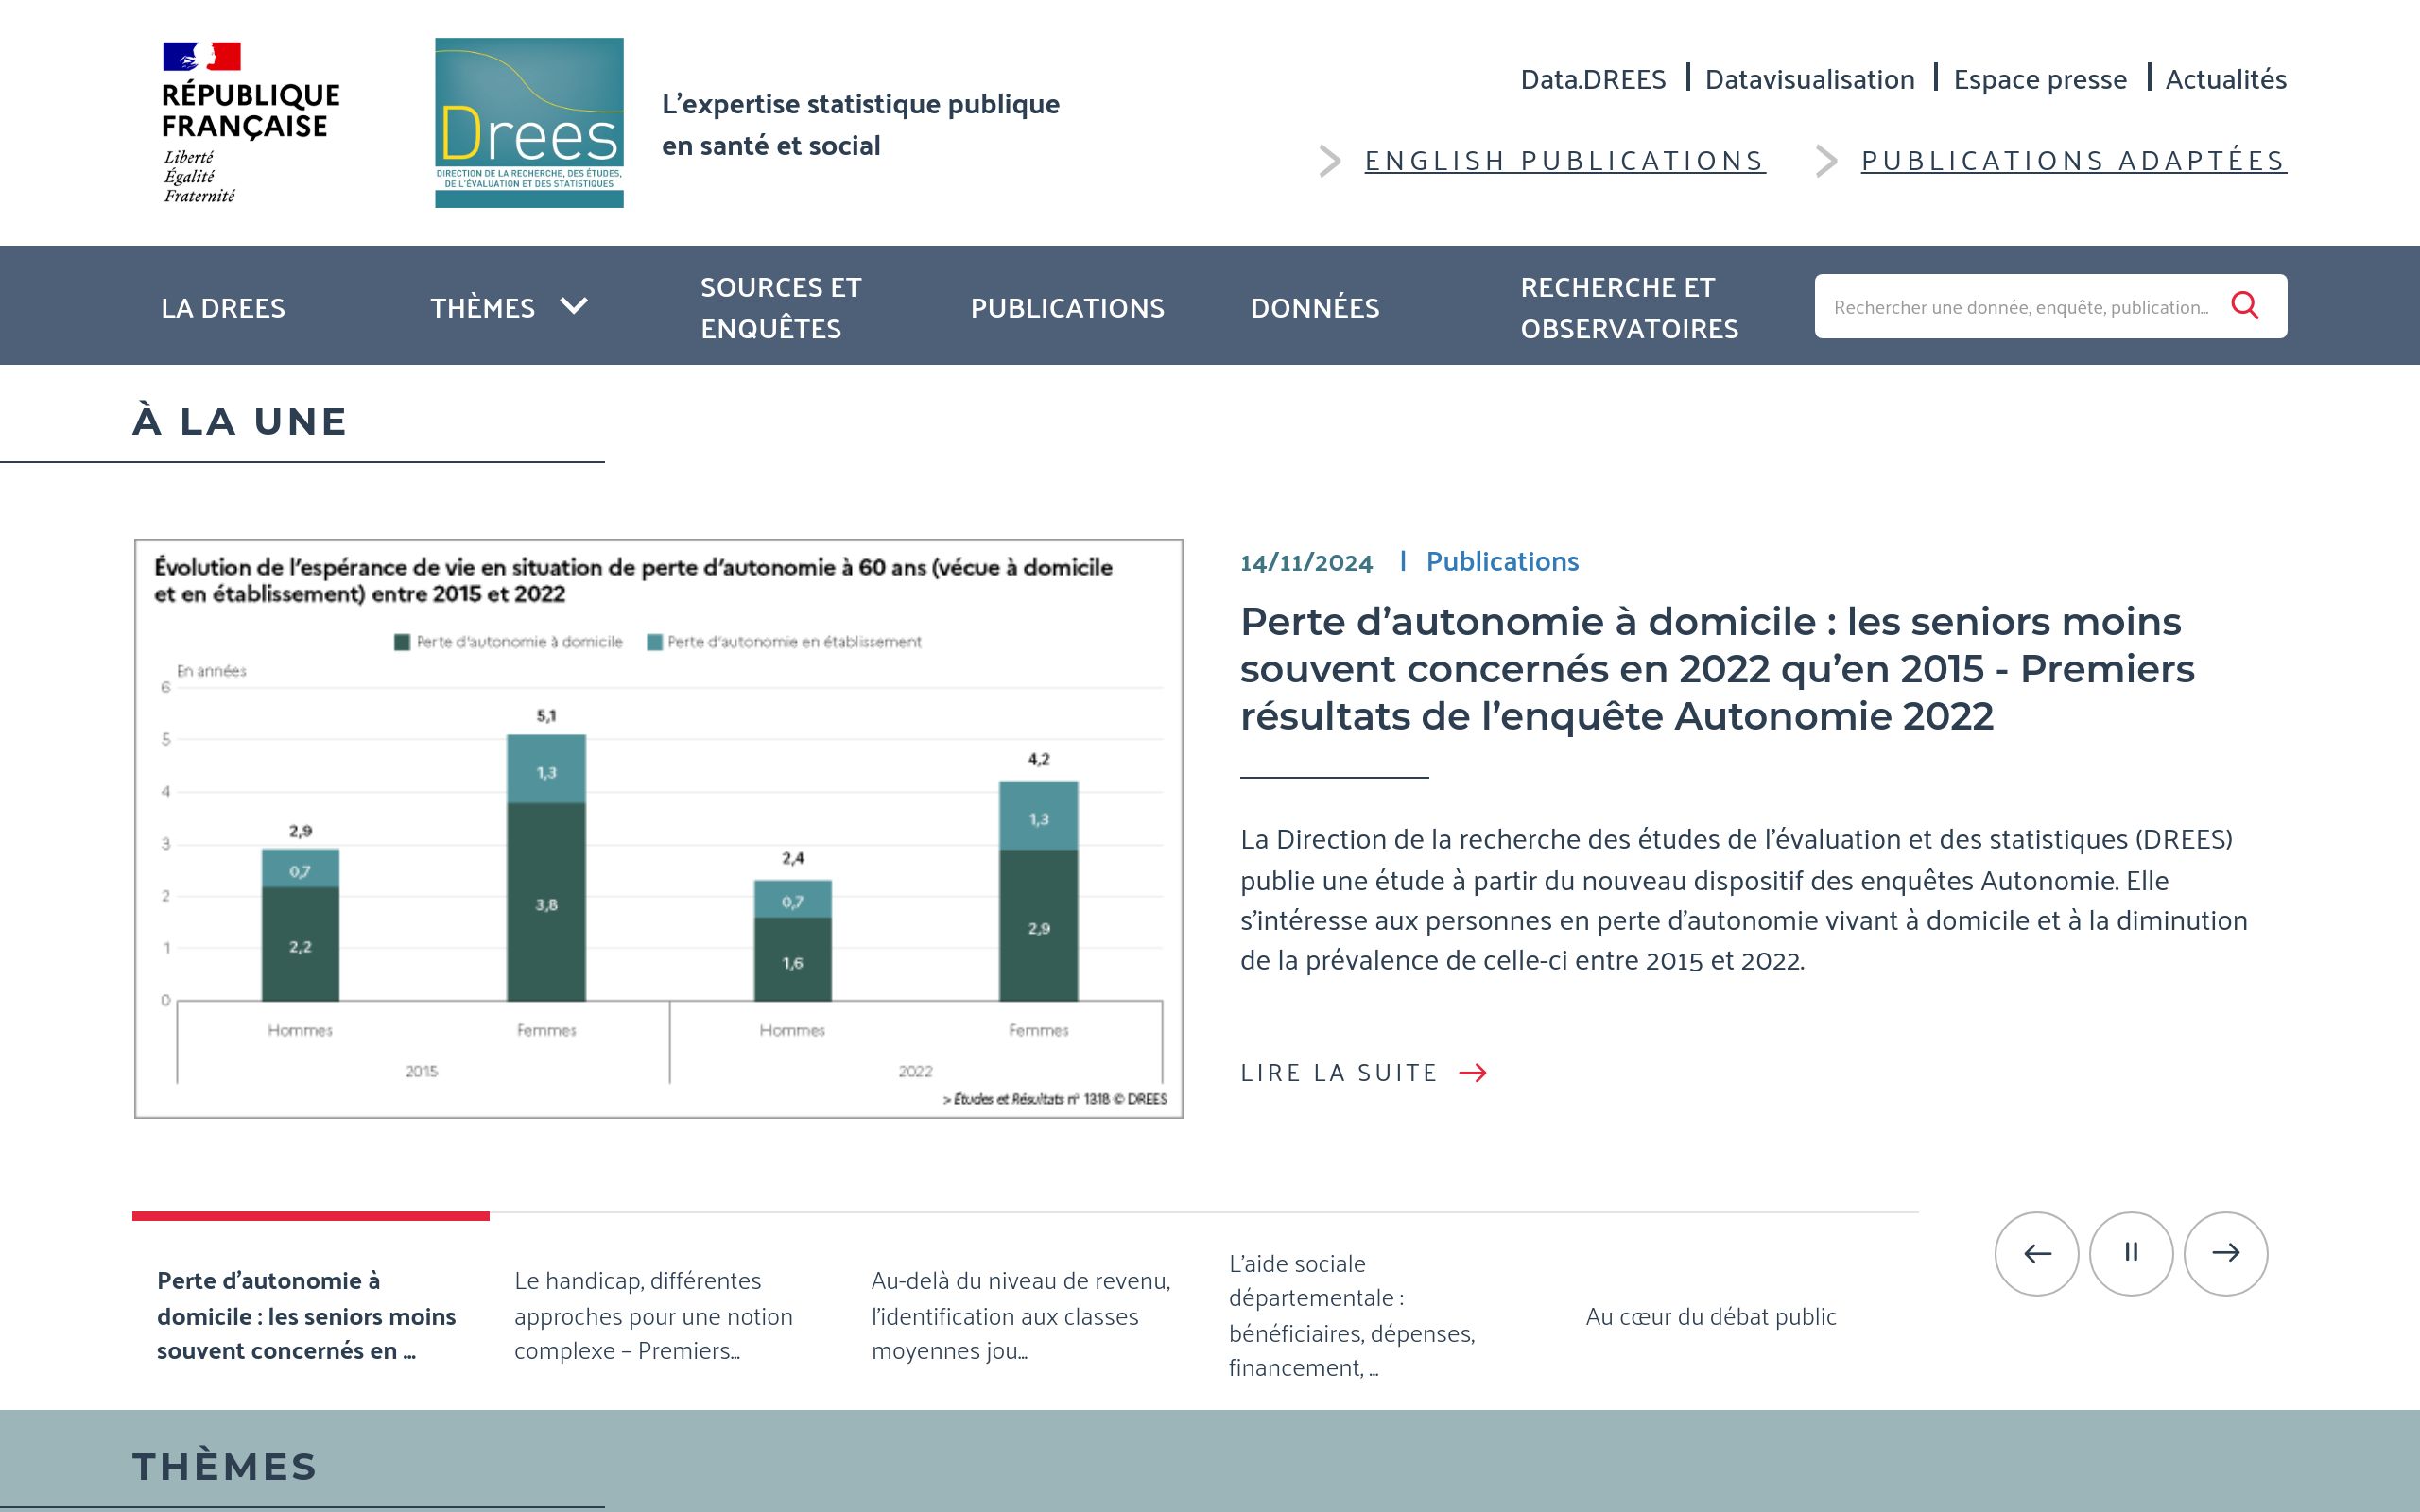 RÉPUBLIQUE
FRANÇAISE
Liberté
Égalité
Fraternité
Drees
DIRECTION DE LA RECHERCHE, DES ÉTUDES,
DE L'ÉVALUATION ET DES STATISTIQUES
L'expertise statistique publique
en santé et social
Data.DREES | Datavisualisation | Espace presse | Actualités
ENGLISH PUBLICATIONS PUBLICATIONS ADAPTÉES
LA DREES
THÈMES
SOURCES ET
ENQUÊTES
PUBLICATIONS
DONNÉES
RECHERCHE ET
OBSERVATOIRES
Rechercher une donnée, enquête, publication...
À LA UNE
Évolution de l'espérance de vie en situation de perte d'autonomie à 60 ans (vécue à domicile
et en établissement) entre 2015 et 2022
Perte d'autonomie à domicile Perte d'autonomie en établissement
En années
6
5
4
3
2
1
0
2,9
0,7
2,2
5,1
1,3
3,8
2,4
0,7
1,6
4,2
1,3
2,9
Hommes Femmes Hommes Femmes
2015 2022
> Études et Résultats n° 1318 © DREES
14/11/2024 | Publications
Perte d'autonomie à domicile : les seniors moins
souvent concernés en 2022 qu'en 2015 - Premiers
résultats de l'enquête Autonomie 2022
La Direction de la recherche des études de l'évaluation et des statistiques (DREES)
publie une étude à partir du nouveau dispositif des enquêtes Autonomie. Elle
s'intéresse aux personnes en perte d'autonomie vivant à domicile et à la diminution
de la prévalence de celle-ci entre 2015 et 2022.
LIRE LA SUITE
Perte d'autonomie à
domicile : les seniors moins
souvent concernés en ...
Le handicap, différentes
approches pour une notion
complexe – Premiers...
Au-delà du niveau de revenu,
l'identification aux classes
moyennes jou...
L'aide sociale
départementale :
bénéficiaires, dépenses,
financement, ...
Au cœur du débat public
THÈMES